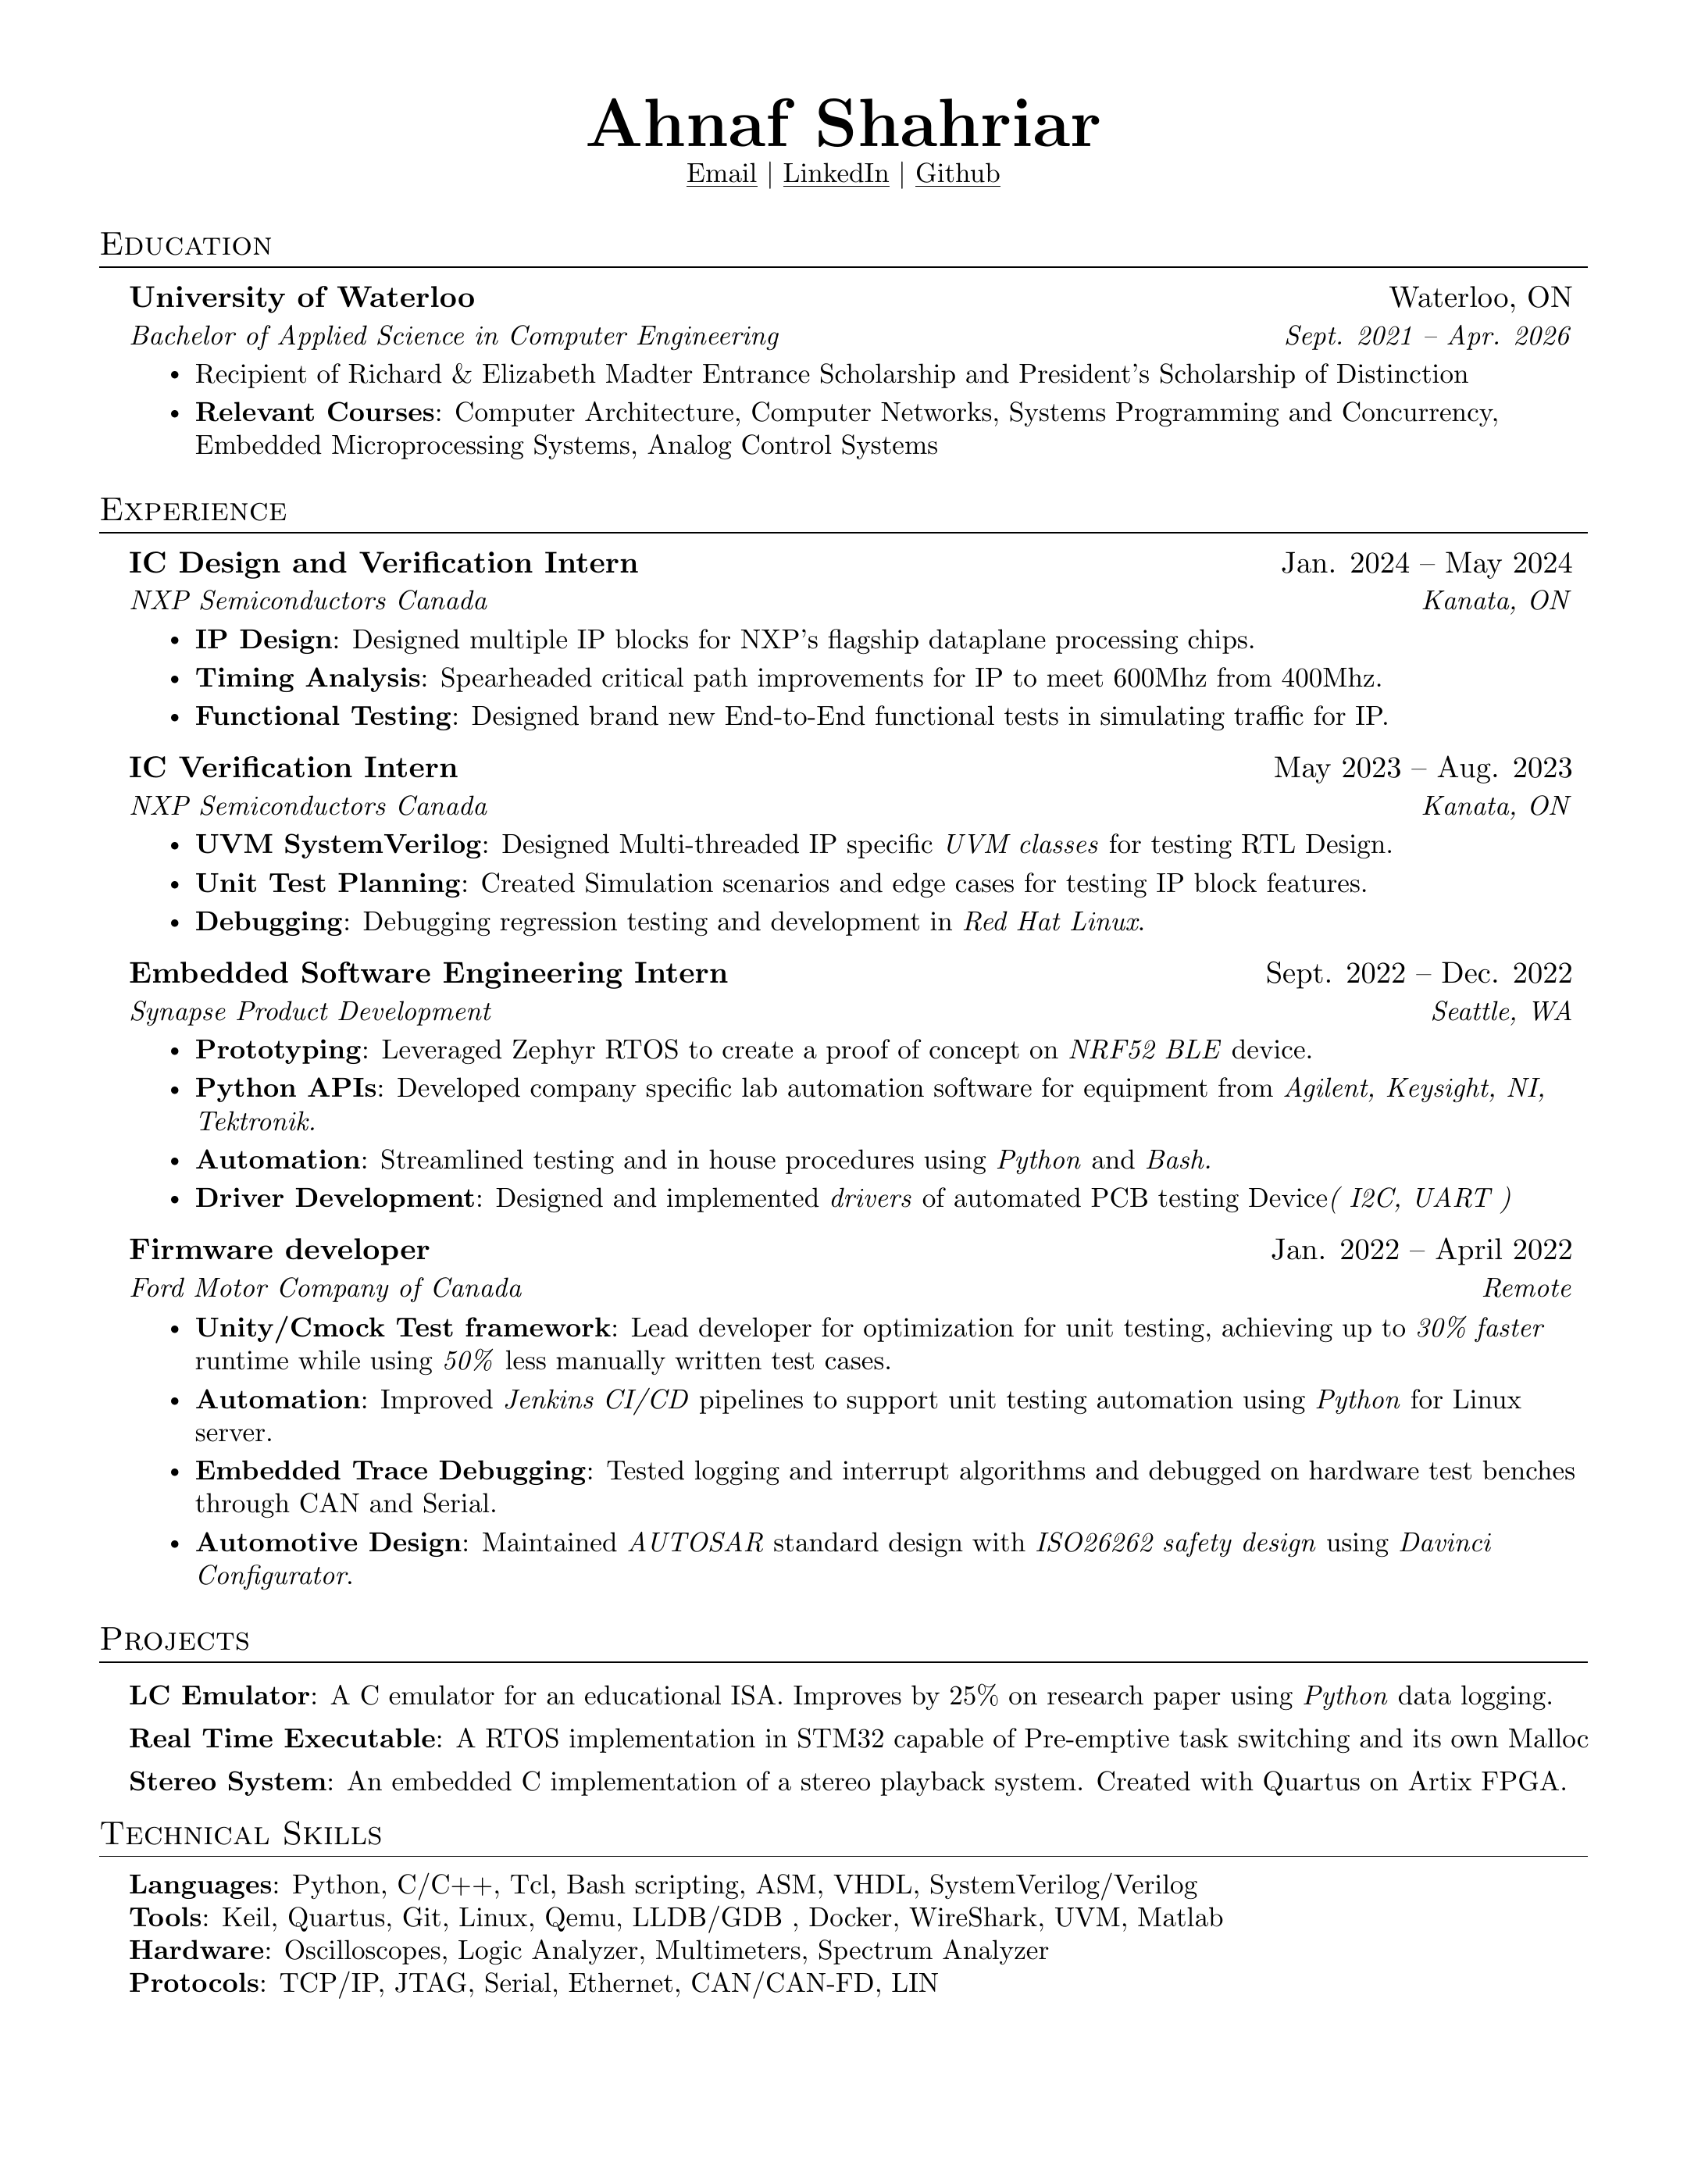 Ahnaf Shahriar
Email | LinkedIn | Github
Education
University of Waterloo Waterloo, ON
Bachelor of Applied Science in Computer Engineering Sept. 2021 – Apr. 2026
• Recipient of Richard & Elizabeth Madter Entrance Scholarship and President's Scholarship of Distinction
• Relevant Courses: Computer Architecture, Computer Networks, Systems Programming and Concurrency,
Embedded Microprocessing Systems, Analog Control Systems
Experience
IC Design and Verification Intern Jan. 2024 – May 2024
NXP Semiconductors Canada Kanata, ON
• IP Design: Designed multiple IP blocks for NXP's flagship dataplane processing chips.
• Timing Analysis: Spearheaded critical path improvements for IP to meet 600Mhz from 400Mhz.
• Functional Testing: Designed brand new End-to-End functional tests in simulating traffic for IP.
IC Verification Intern May 2023 – Aug. 2023
NXP Semiconductors Canada Kanata, ON
• UVM SystemVerilog: Designed Multi-threaded IP specific UVM classes for testing RTL Design.
• Unit Test Planning: Created Simulation scenarios and edge cases for testing IP block features.
• Debugging: Debugging regression testing and development in Red Hat Linux.
Embedded Software Engineering Intern Sept. 2022 – Dec. 2022
Synapse Product Development Seattle, WA
• Prototyping: Leveraged Zephyr RTOS to create a proof of concept on NRF52 BLE device.
• Python APIs: Developed company specific lab automation software for equipment from Agilent, Keysight, NI,
Tektronik.
• Automation: Streamlined testing and in house procedures using Python and Bash.
• Driver Development: Designed and implemented drivers of automated PCB testing Device( I2C, UART )
Firmware developer Jan. 2022 – April 2022
Ford Motor Company of Canada Remote
• Unity/Cmock Test framework: Lead developer for optimization for unit testing, achieving up to 30% faster
runtime while using 50% less manually written test cases.
• Automation: Improved Jenkins CI/CD pipelines to support unit testing automation using Python for Linux
server.
• Embedded Trace Debugging: Tested logging and interrupt algorithms and debugged on hardware test benches
through CAN and Serial.
• Automotive Design: Maintained AUTOSAR standard design with ISO26262 safety design using Davinci
Configurator.
Projects
LC Emulator: A C emulator for an educational ISA. Improves by 25% on research paper using Python data logging.
Real Time Executable: A RTOS implementation in STM32 capable of Pre-emptive task switching and its own Malloc
Stereo System: An embedded C implementation of a stereo playback system. Created with Quartus on Artix FPGA.
Technical Skills
Languages: Python, C/C++, Tcl, Bash scripting, ASM, VHDL, SystemVerilog/Verilog
Tools: Keil, Quartus, Git, Linux, Qemu, LLDB/GDB , Docker, WireShark, UVM, Matlab
Hardware: Oscilloscopes, Logic Analyzer, Multimeters, Spectrum Analyzer
Protocols: TCP/IP, JTAG, Serial, Ethernet, CAN/CAN-FD, LIN